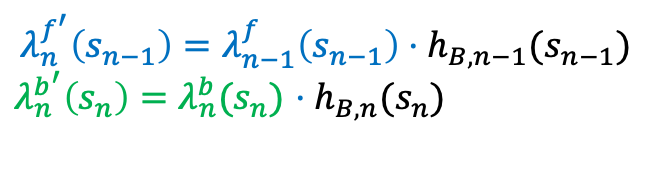 λ_n^{f'}(s_{n−1}) = λ_{n−1}^{f}(s_{n−1}) · h_{B,n−1}(s_{n−1})
λ_n^{b'}(s_n) = λ_n^{b}(s_n) · h_{B,n}(s_n)